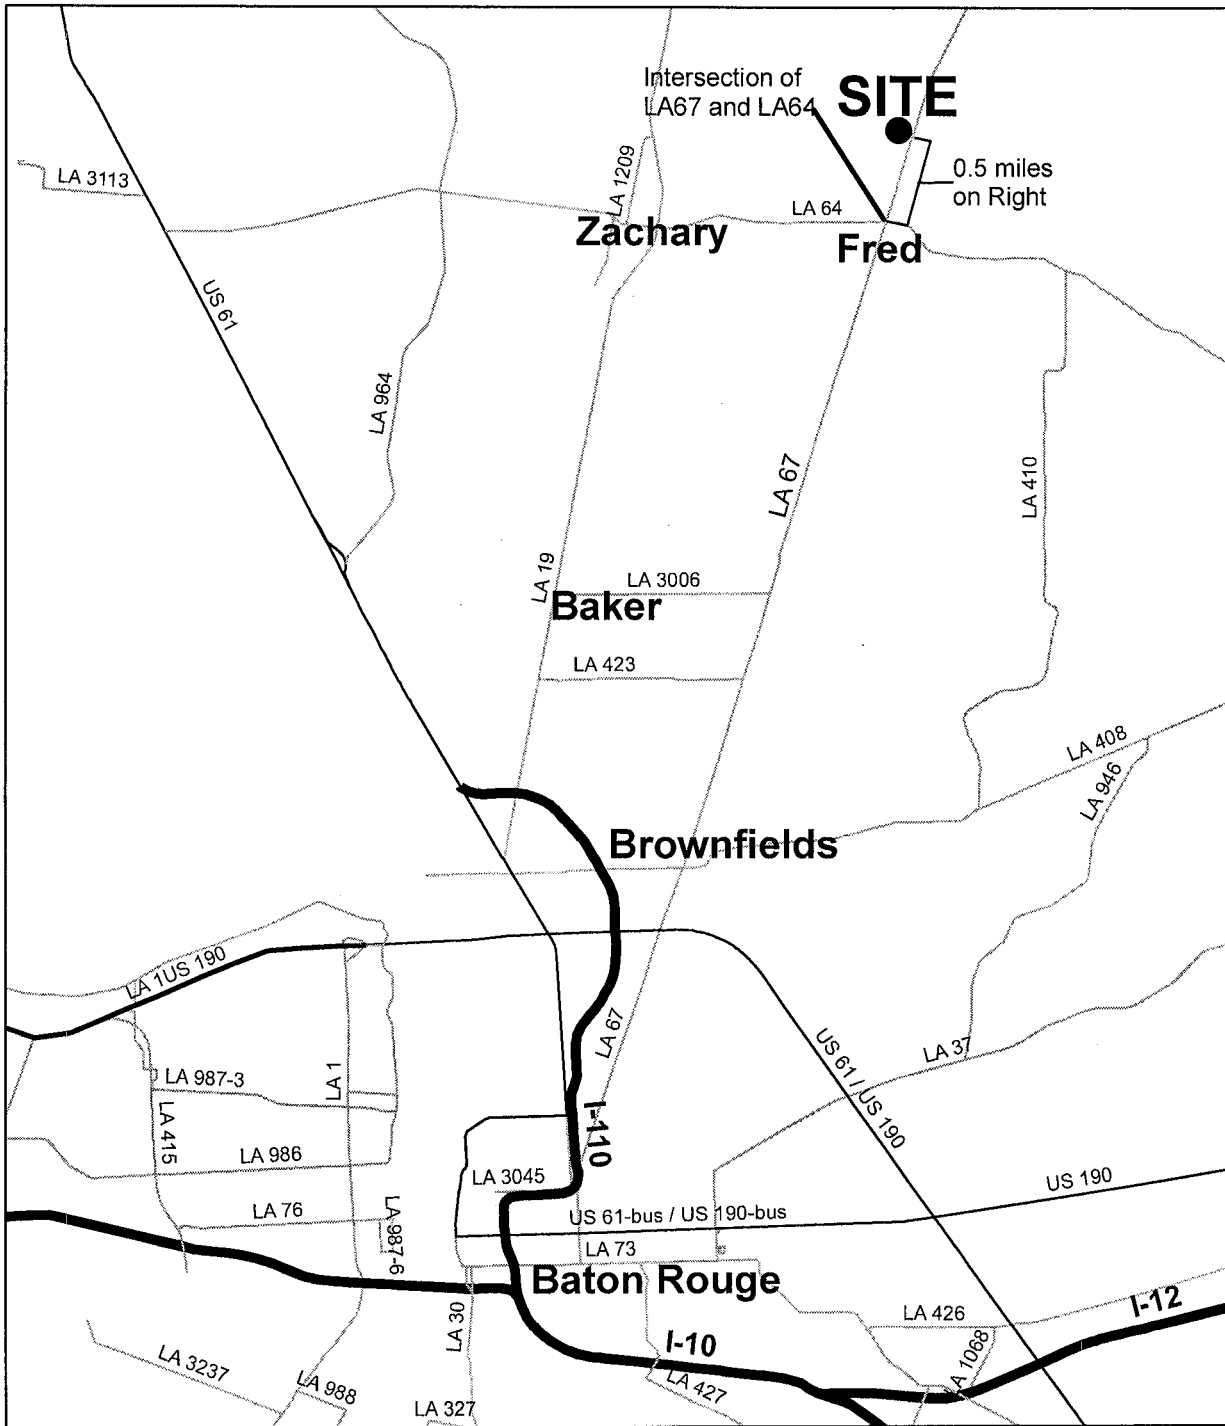 Intersection of
LA67 and LA64
SITE
0.5 miles
on Right
LA 3113
LA 1209
LA 64
Zachary
Fred
US 61
LA 964
LA 67
LA 410
LA 19
LA 3006
Baker
LA 423
LA 408
LA 946
Brownfields
LA 1US 190
LA 67
US 61 / US 190
LA 37
LA 987-3
LA 1
LA 415
I-110
LA 986
LA 3045
US 190
LA 76
LA 987-6
US 61-bus / US 190-bus
LA 73
Baton Rouge
LA 30
I-12
LA 426
I-10
LA 1068
LA 3237
LA 988
LA 427
LA 327